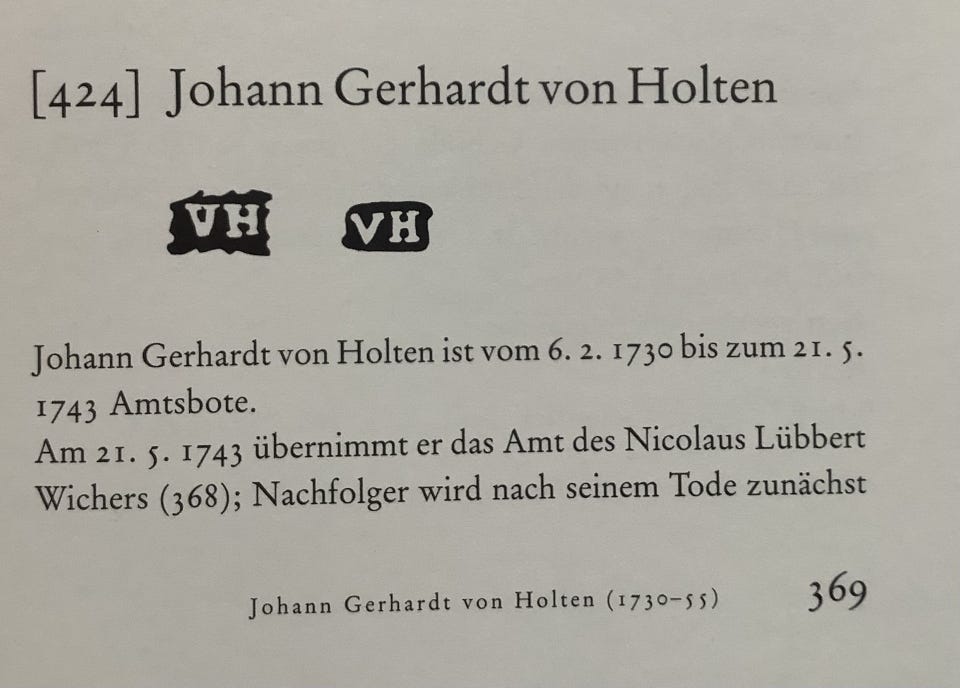 [424] Johann Gerhardt von Holten
VH VH
Johann Gerhardt von Holten ist vom 6. 2. 1730 bis zum 21. 5.
1743 Amtsbote.
Am 21. 5. 1743 übernimmt er das Amt des Nicolaus Lübbert
Wichers (368); Nachfolger wird nach seinem Tode zunächst
Johann Gerhardt von Holten (1730–55) 369